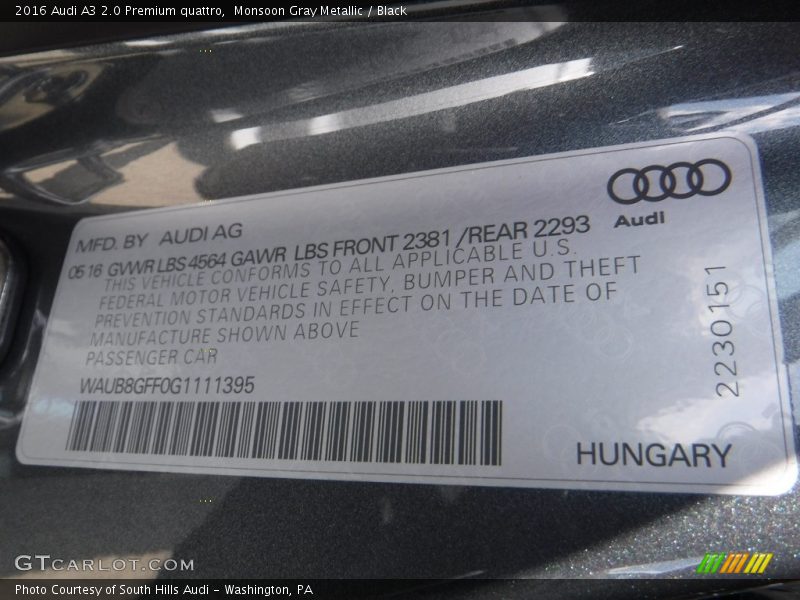 2016 Audi A3 2.0 Premium quattro,  Monsoon Gray Metallic / Black
Audi
MFD. BY  AUDI AG
05 16  GVWR LBS 4564  GAWR  LBS FRONT 2381 /REAR 2293
THIS VEHICLE CONFORMS TO ALL APPLICABLE U.S.
FEDERAL MOTOR VEHICLE SAFETY, BUMPER AND THEFT
PREVENTION STANDARDS IN EFFECT ON THE DATE OF
MANUFACTURE SHOWN ABOVE
PASSENGER CAR
WAUB8GFF0G1111395
2230151
HUNGARY
GTCARLOT.COM
Photo Courtesy of South Hills Audi - Washington, PA